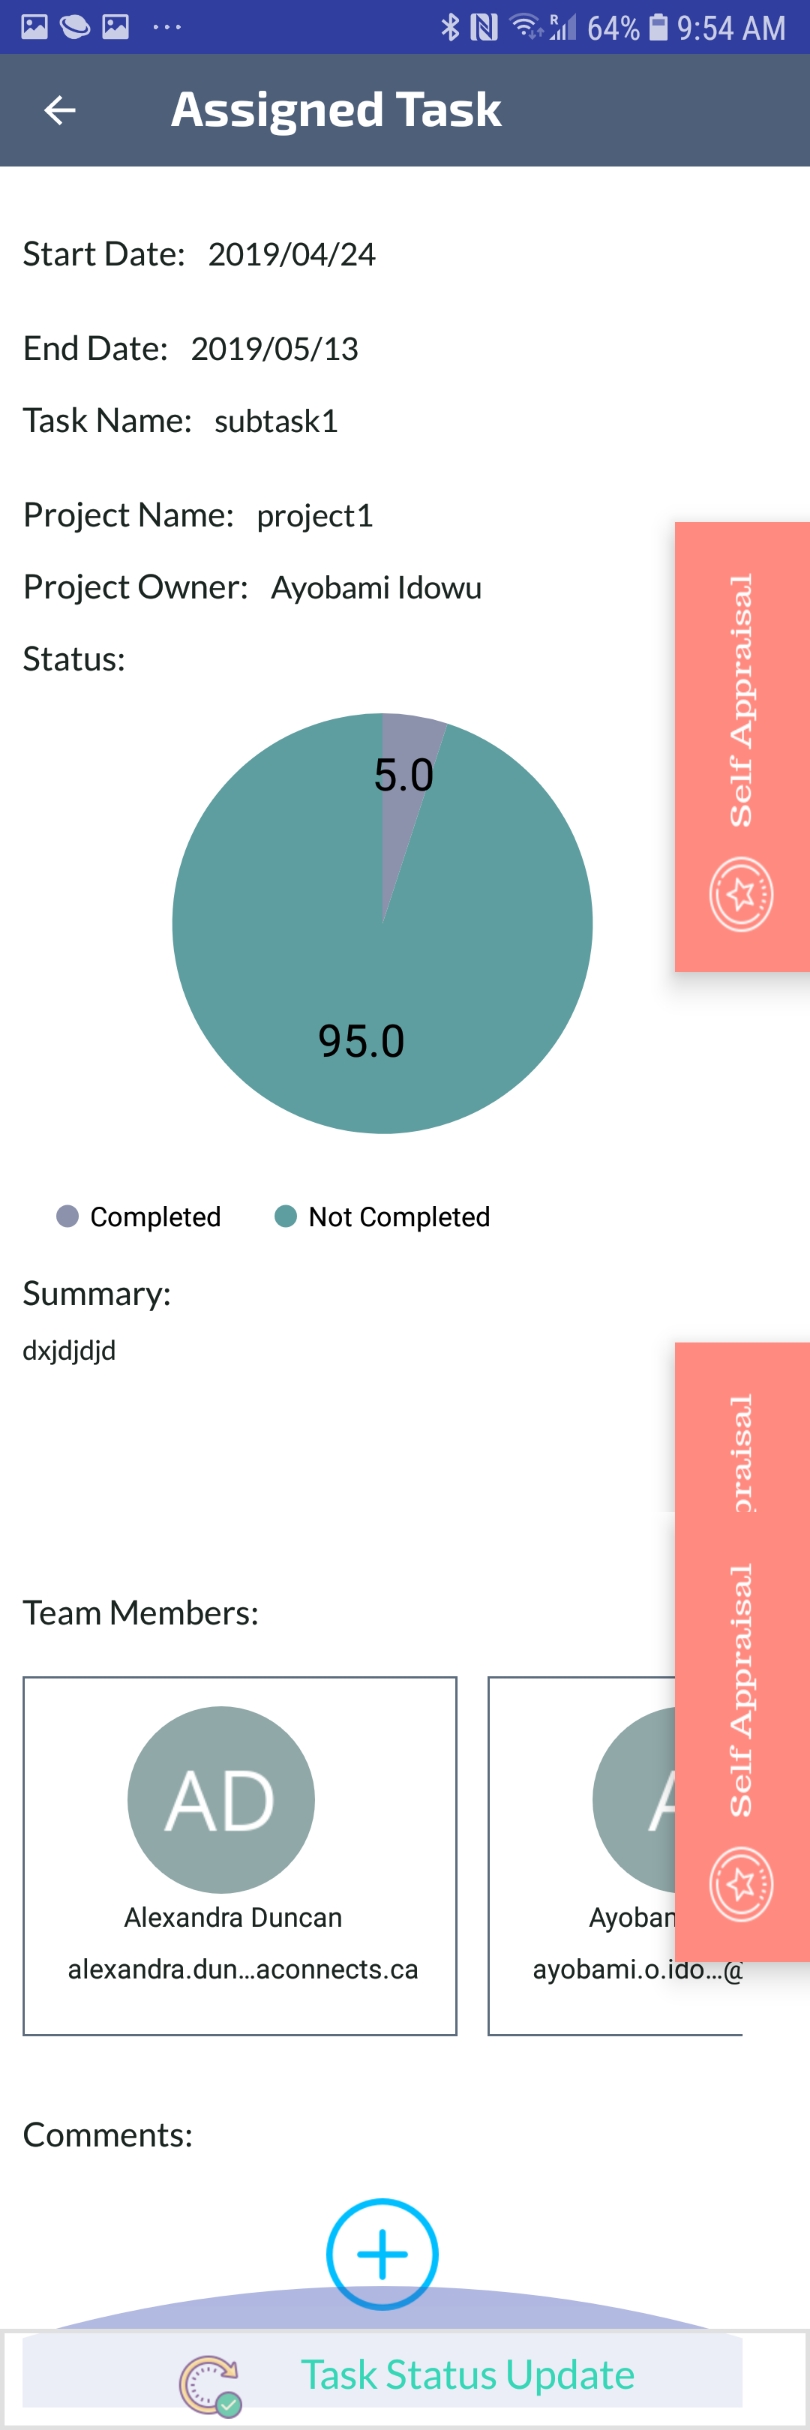 R 64% 9:54 AM
Assigned Task
Start Date: 2019/04/24
End Date: 2019/05/13
Task Name: subtask1
Project Name: project1
Project Owner: Ayobami Idowu
Status:
Self Appraisal
5.0
95.0
Completed Not Completed
Summary:
dxjdjdjd
praisal
Self Appraisal
Team Members:
AD
A
Alexandra Duncan
alexandra.dun...aconnects.ca
Ayoban
ayobami.o.ido...@
Comments:
Task Status Update